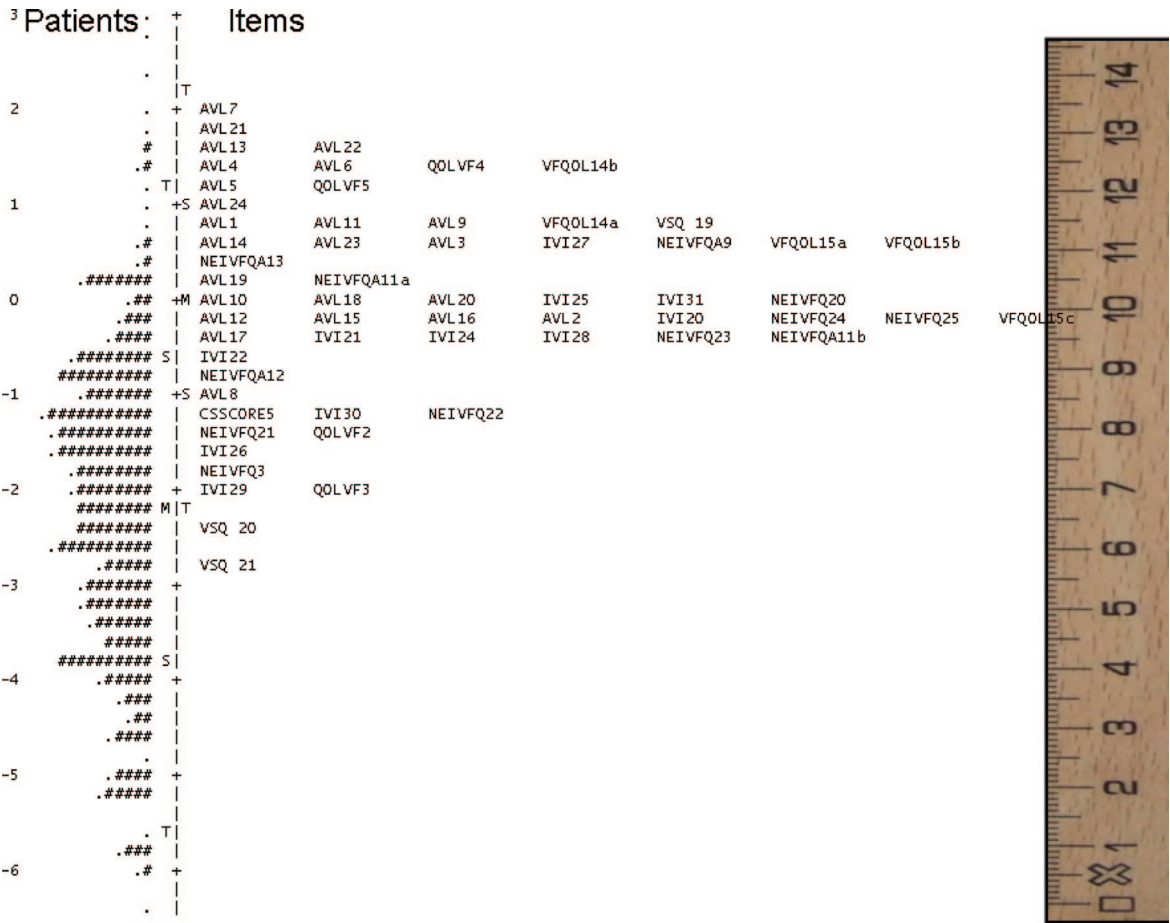 3 Patients . + Items
. |
|
. |
|T
2 . + AVL7
. | AVL21
# | AVL13 AVL22
.# | AVL4 AVL6 QOLVF4 VFQOL14b
. T| AVL5 QOLVF5
1 . +S AVL24
. | AVL1 AVL11 AVL9 VFQOL14a VSQ 19
.# | AVL14 AVL23 AVL3 IVI27 NEIVFQA9 VFQOL15a VFQOL15b
.# | NEIVFQA13
.####### | AVL19 NEIVFQA11a
0 .## +M AVL10 AVL18 AVL20 IVI25 IVI31 NEIVFQ20
.### | AVL12 AVL15 AVL16 AVL2 IVI20 NEIVFQ24 NEIVFQ25 VFQOL15c
.#### | AVL17 IVI21 IVI24 IVI28 NEIVFQ23 NEIVFQA11b
.######## S| IVI22
########## | NEIVFQA12
-1 .####### +S AVL8
.########### | CSSCORE5 IVI30 NEIVFQ22
.########## | NEIVFQ21 QOLVF2
.########## | IVI26
.######## | NEIVFQ3
-2 .######## + IVI29 QOLVF3
######## M|T
######## | VSQ 20
.########## |
.##### | VSQ 21
-3 .####### +
.####### |
.###### |
##### |
########## S|
-4 .##### +
.### |
.## |
.#### |
. |
-5 .#### +
.##### |
|
. T|
.### |
-6 .# +
|
. |
14
13
12
11
10
9
8
7
6
5
4
3
2
1
0